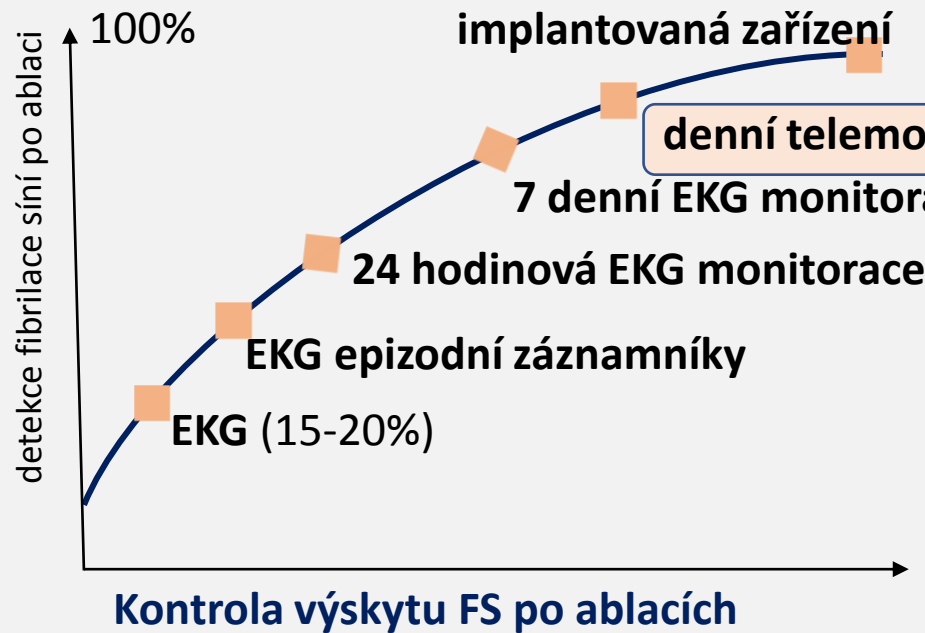 100%
implantovaná zařízení
denní telemo
7 denní EKG monitora
24 hodinová EKG monitorace
EKG epizodní záznamníky
EKG (15-20%)
detekce fibrilace síní po ablaci
Kontrola výskytu FS po ablacích